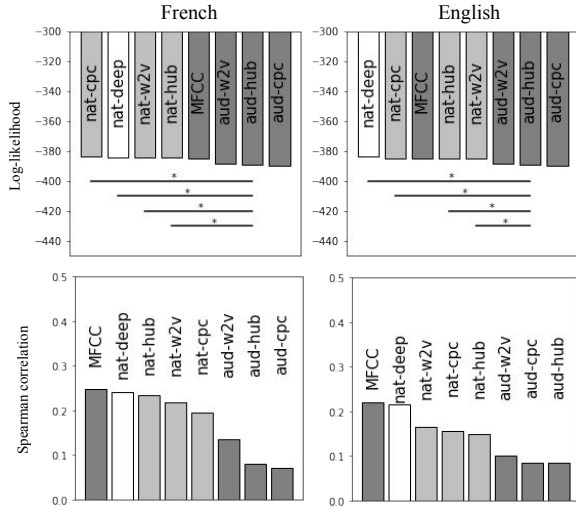 French
English
Log-likelihood
−300
−320
−340
−360
−380
−400
−420
−440
nat-cpc
nat-deep
nat-w2v
nat-hub
MFCC
aud-w2v
aud-hub
aud-cpc
*
*
*
*
−300
−320
−340
−360
−380
−400
−420
−440
nat-deep
nat-cpc
MFCC
nat-w2v
nat-hub
aud-w2v
aud-hub
aud-cpc
*
*
*
*
Spearman correlation
0.5
0.4
0.3
0.2
0.1
0.0
MFCC
nat-deep
nat-hub
nat-w2v
nat-cpc
aud-w2v
aud-hub
aud-cpc
0.5
0.4
0.3
0.2
0.1
0.0
MFCC
nat-deep
nat-w2v
nat-cpc
nat-hub
aud-w2v
aud-cpc
aud-hub